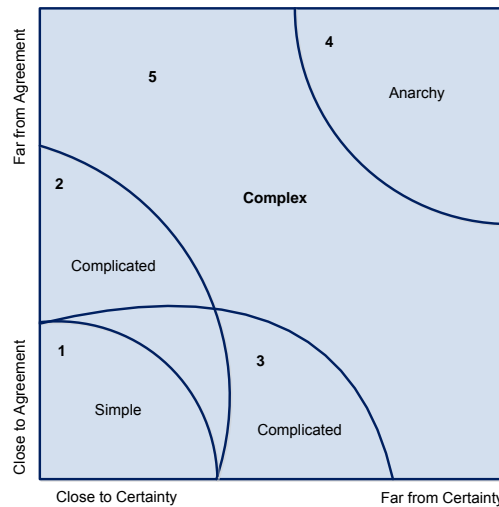 Far from Agreement
4
5
Anarchy
2
Complex
Complicated
Close to Agreement
1
3
Simple
Complicated
Close to Certainty
Far from Certainty